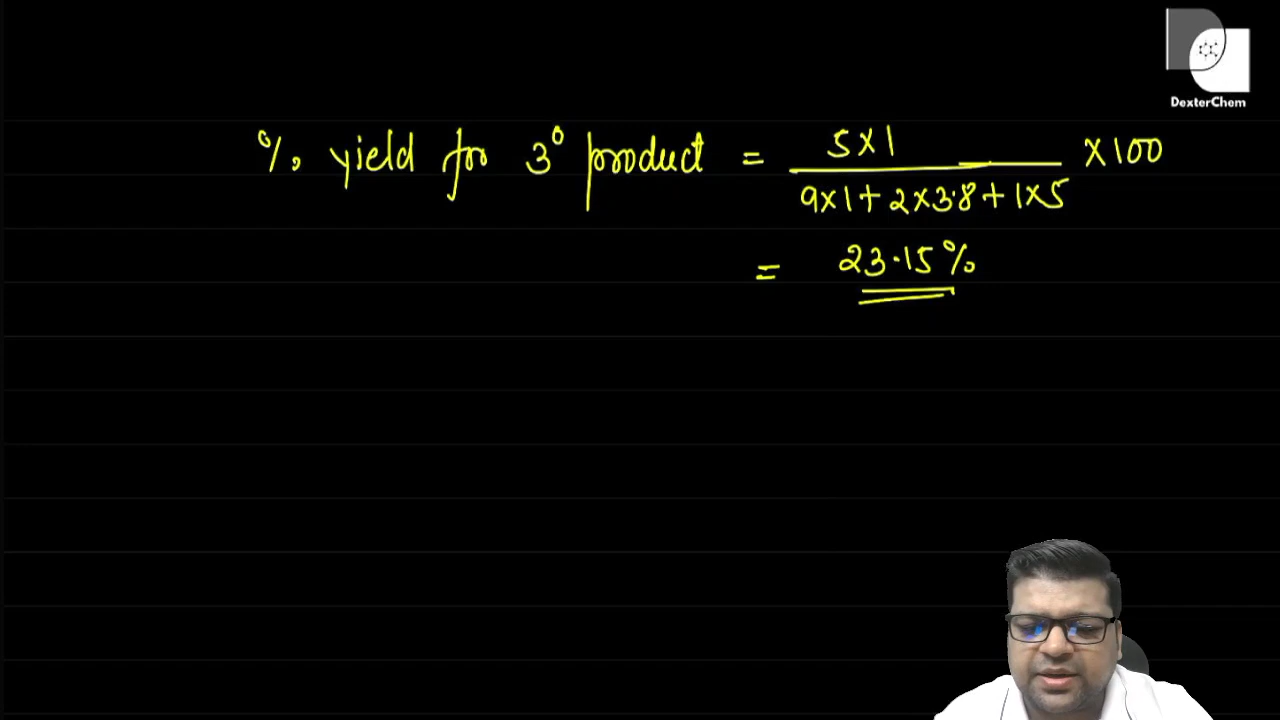 DexterChem
% yield for 3° product = 5×1 / 9×1+2×3.8+1×5 ×100
= 23.15%